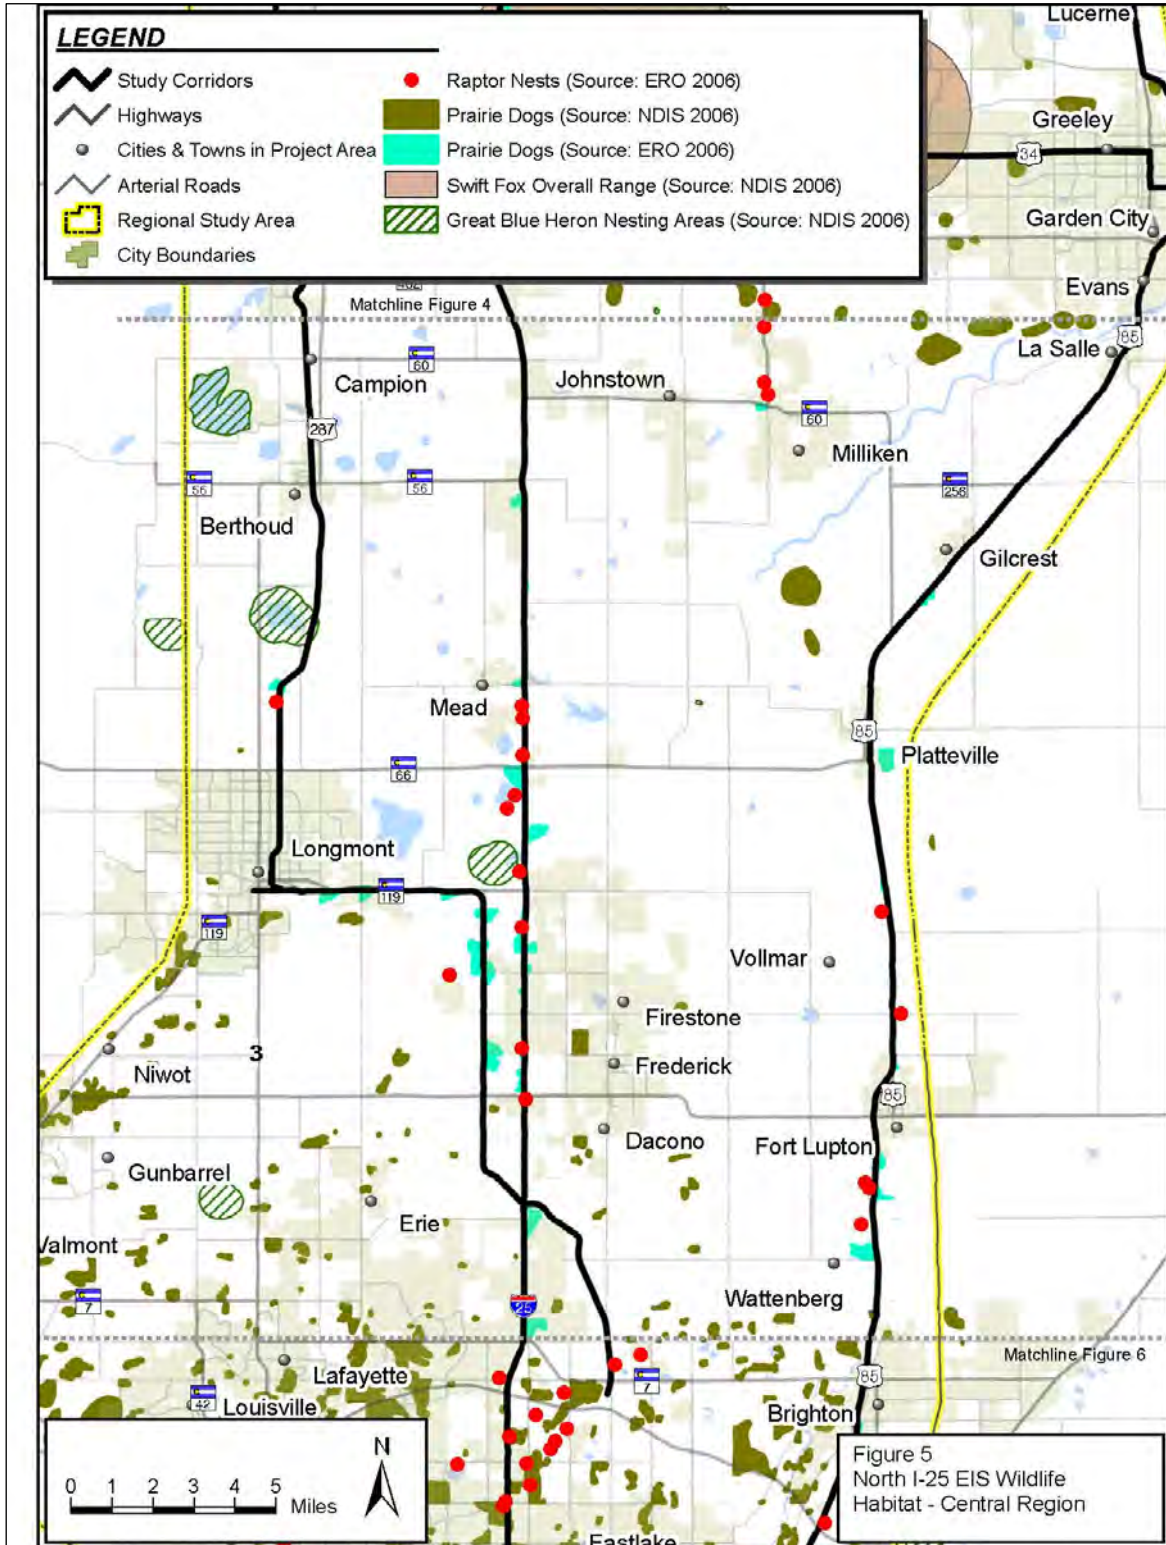 LEGEND
Study Corridors
Highways
Cities & Towns in Project Area
Arterial Roads
Regional Study Area
City Boundaries
Raptor Nests (Source: ERO 2006)
Prairie Dogs (Source: NDIS 2006)
Prairie Dogs (Source: ERO 2006)
Swift Fox Overall Range (Source: NDIS 2006)
Great Blue Heron Nesting Areas (Source: NDIS 2006)
Lucerne
Greeley
34
Garden City
Evans
Matchline Figure 4
85
La Salle
60
Campion
Johnstown
287
60
Milliken
56
56
256
Berthoud
Gilcrest
Mead
85
Platteville
66
Longmont
119
119
Vollmar
Firestone
3
Niwot
Frederick
85
Dacono
Fort Lupton
Gunbarrel
Erie
Valmont
7
25
Wattenberg
Matchline Figure 6
Lafayette
7
85
42
Louisville
Brighton
N
0 1 2 3 4 5
Miles
Figure 5
North I-25 EIS Wildlife
Habitat - Central Region
Eastlake